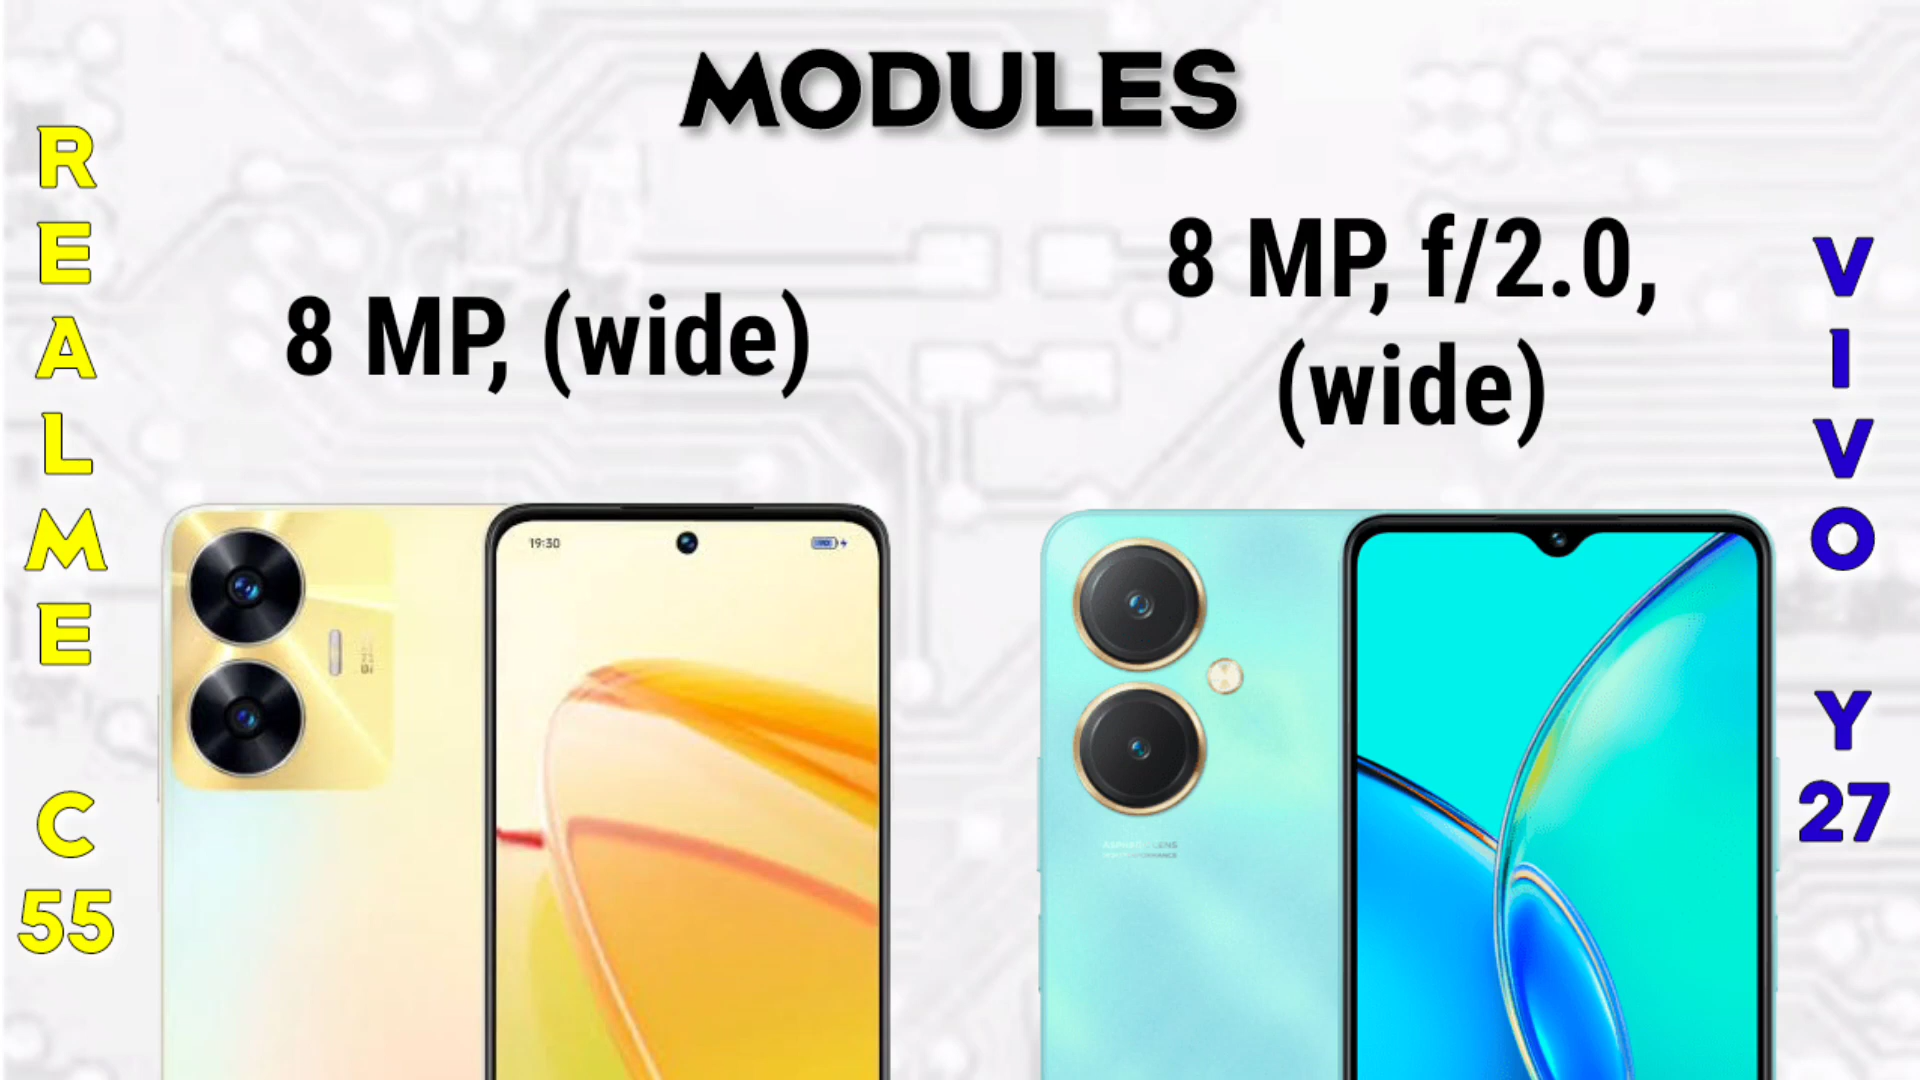 MODULES
REALME
C
55
8 MP, (wide)
8 MP, f/2.0,
(wide)
VIVO
Y
27
19:30